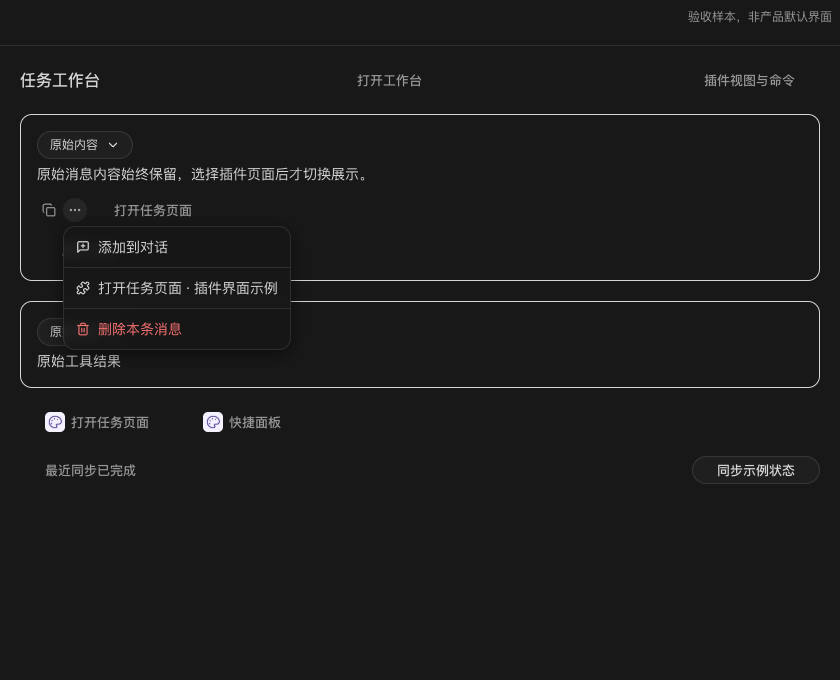 验收样本，非产品默认界面
任务工作台
打开工作台
插件视图与命令
原始内容
原始消息内容始终保留，选择插件页面后才切换展示。
打开任务页面
添加到对话
打开任务页面 · 插件界面示例
删除本条消息
原
原始工具结果
打开任务页面
快捷面板
最近同步已完成
同步示例状态